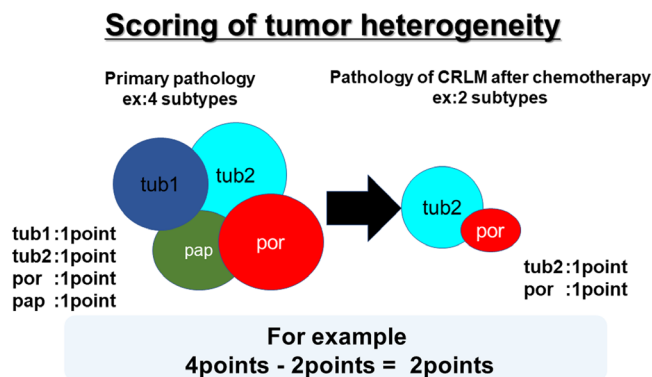 Scoring of tumor heterogeneity
Primary pathology
ex:4 subtypes
Pathology of CRLM after chemotherapy
ex:2 subtypes
tub1
tub2
pap
por
tub1:1point
tub2:1point
por :1point
pap :1point
tub2
por
tub2:1point
por :1point
For example
4points - 2points = 2points